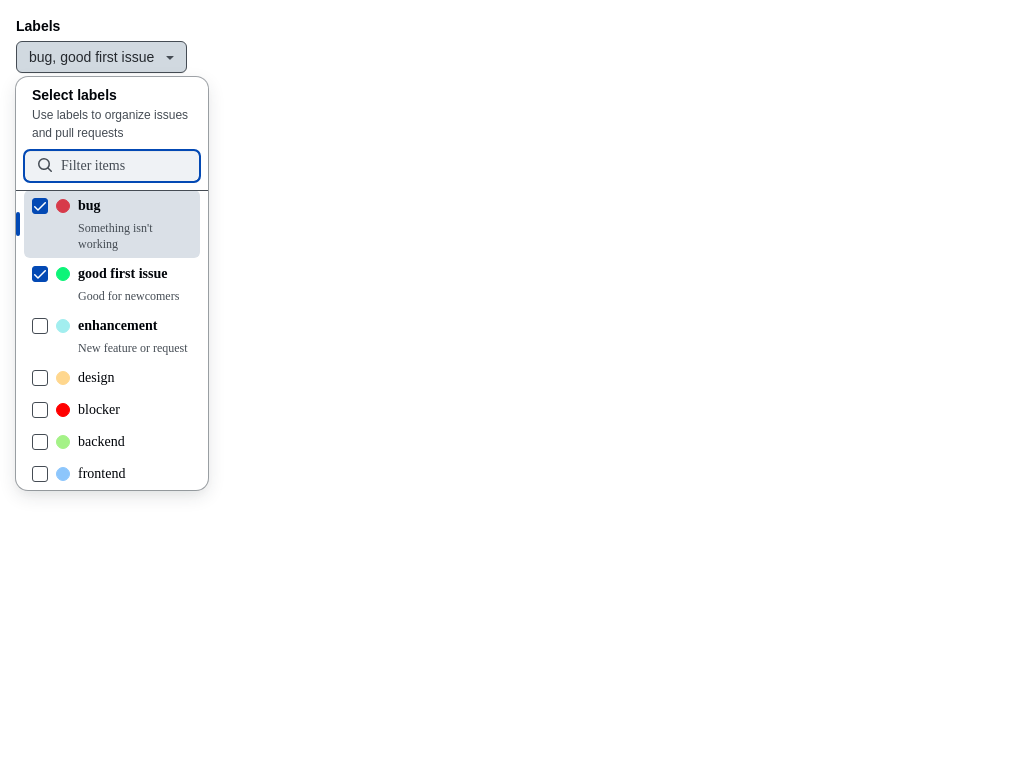 Labels
bug, good first issue
Select labels
Use labels to organize issues
and pull requests
Filter items
bug
Something isn't
working
good first issue
Good for newcomers
enhancement
New feature or request
design
blocker
backend
frontend